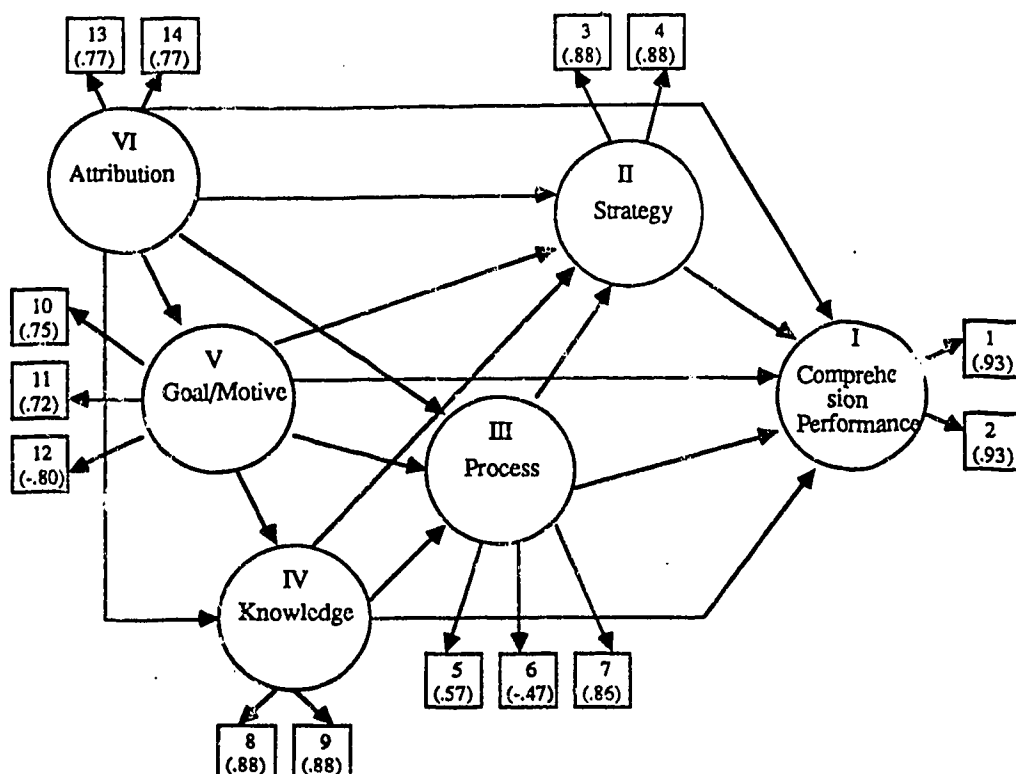 13
(.77)
14
(.77)
3
(.88)
4
(.88)
VI
Attribution
II
Strategy
10
(.75)
11
(.72)
12
(-.80)
V
Goal/Motive
I
Comprehc
sion
Performance
1
(.93)
2
(.93)
III
Process
IV
Knowlcdge
5
(.57)
6
(-.47)
7
(.86)
8
(.88)
9
(.88)